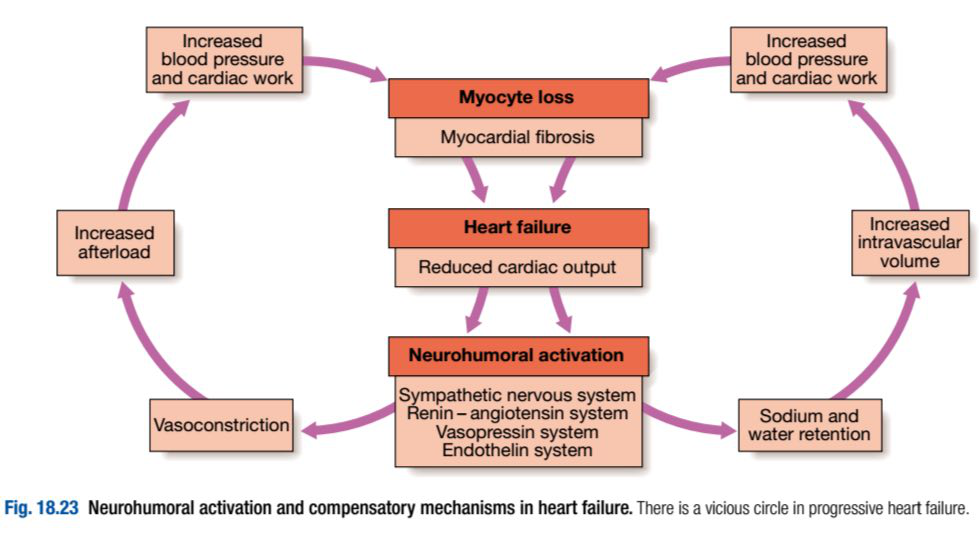 Increased
blood pressure
and cardiac work
Increased
blood pressure
and cardiac work
Myocyte loss
Myocardial fibrosis
Increased
afterload
Heart failure
Reduced cardiac output
Increased
intravascular
volume
Neurohumoral activation
Sympathetic nervous system
Renin – angiotensin system
Vasopressin system
Endothelin system
Vasoconstriction
Sodium and
water retention
Fig. 18.23 Neurohumoral activation and compensatory mechanisms in heart failure. There is a vicious circle in progressive heart failure.